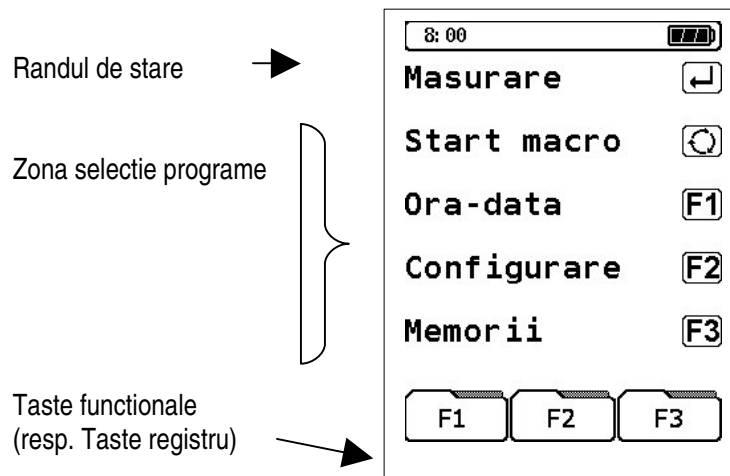 8:00
Randul de stare
Masurare
Start macro
Zona selectie programe
Ora-data F1
Configurare F2
Memorii F3
Taste functionale
(resp. Taste registru)
F1 F2 F3